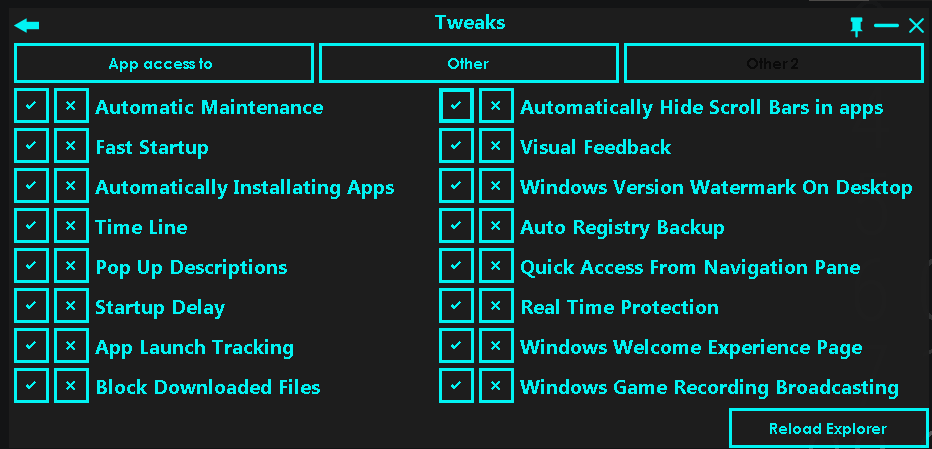 Tweaks
App access to
Other
Other 2
Automatic Maintenance
Automatically Hide Scroll Bars in apps
Fast Startup
Visual Feedback
Automatically Installating Apps
Windows Version Watermark On Desktop
Time Line
Auto Registry Backup
Pop Up Descriptions
Quick Access From Navigation Pane
Startup Delay
Real Time Protection
App Launch Tracking
Windows Welcome Experience Page
Block Downloaded Files
Windows Game Recording Broadcasting
Reload Explorer